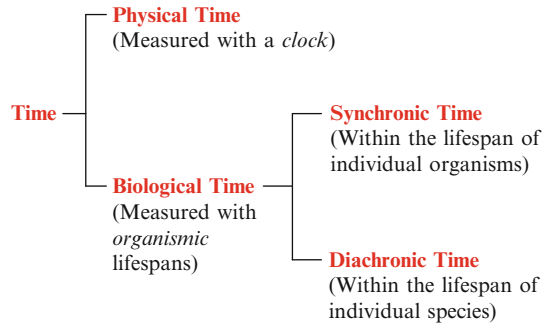 Physical Time
(Measured with a clock)
Time
Biological Time
(Measured with
organismic
lifespans)
Synchronic Time
(Within the lifespan of
individual organisms)
Diachronic Time
(Within the lifespan of
individual species)